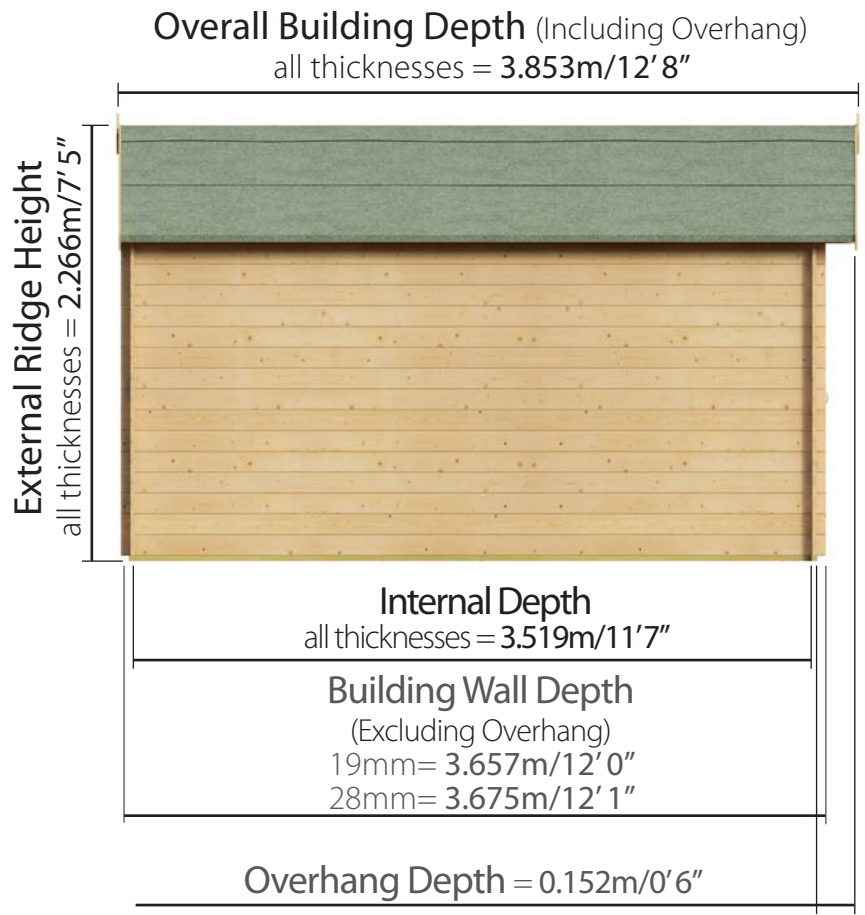 Overall Building Depth (Including Overhang)
all thicknesses = 3.853m/12’ 8”
External Ridge Height
all thicknesses = 2.266m/7’ 5”
Internal Depth
all thicknesses = 3.519m/11’7”
Building Wall Depth
(Excluding Overhang)
19mm= 3.657m/12’ 0”
28mm= 3.675m/12’ 1”
Overhang Depth = 0.152m/0’ 6”